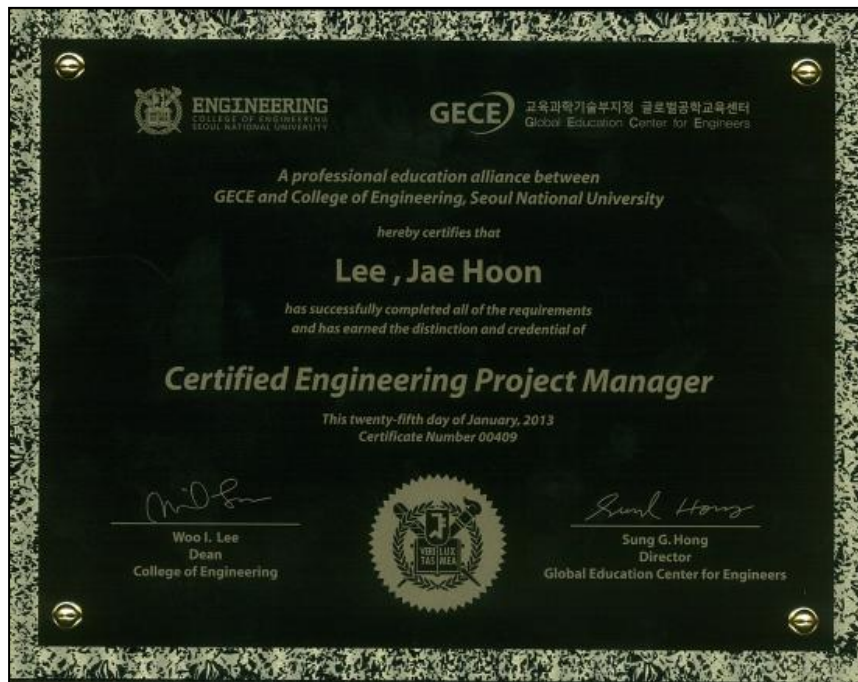 ENGINEERING
COLLEGE OF ENGINEERING
SEOUL NATIONAL UNIVERSITY
GECE
교육과학기술부지정 글로벌공학교육센터
Global Education Center for Engineers
A professional education alliance between
GECE and College of Engineering, Seoul National University
hereby certifies that
Lee , Jae Hoon
has successfully completed all of the requirements
and has earned the distinction and credential of
Certified Engineering Project Manager
This twenty-fifth day of January, 2013
Certificate Number 00409
Woo I. Lee
Dean
College of Engineering
VERI LUX
TAS MEA
Sung G. Hong
Director
Global Education Center for Engineers